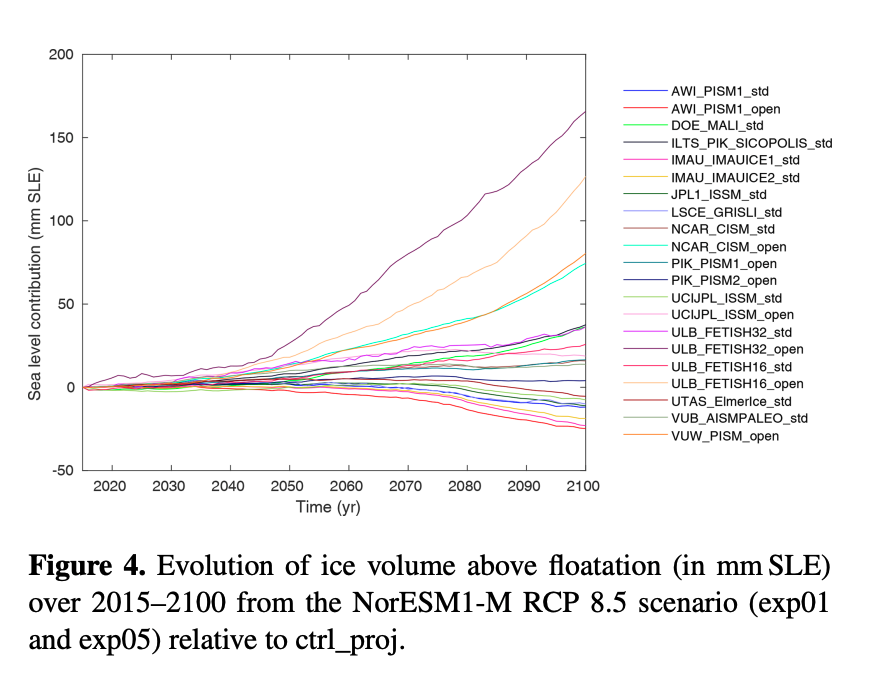 200
150
100
50
0
-50
Sea level contribution (mm SLE)
2020 2030 2040 2050 2060 2070 2080 2090 2100
Time (yr)
AWI_PISM1_std
AWI_PISM1_open
DOE_MALI_std
ILTS_PIK_SICOPOLIS_std
IMAU_IMAUICE1_std
IMAU_IMAUICE2_std
JPL1_ISSM_std
LSCE_GRISLI_std
NCAR_CISM_std
NCAR_CISM_open
PIK_PISM1_open
PIK_PISM2_open
UCIJPL_ISSM_std
UCIJPL_ISSM_open
ULB_FETISH32_std
ULB_FETISH32_open
ULB_FETISH16_std
ULB_FETISH16_open
UTAS_ElmerIce_std
VUB_AISMPALEO_std
VUW_PISM_open
Figure 4. Evolution of ice volume above floatation (in mm SLE)
over 2015–2100 from the NorESM1-M RCP 8.5 scenario (exp01
and exp05) relative to ctrl_proj.